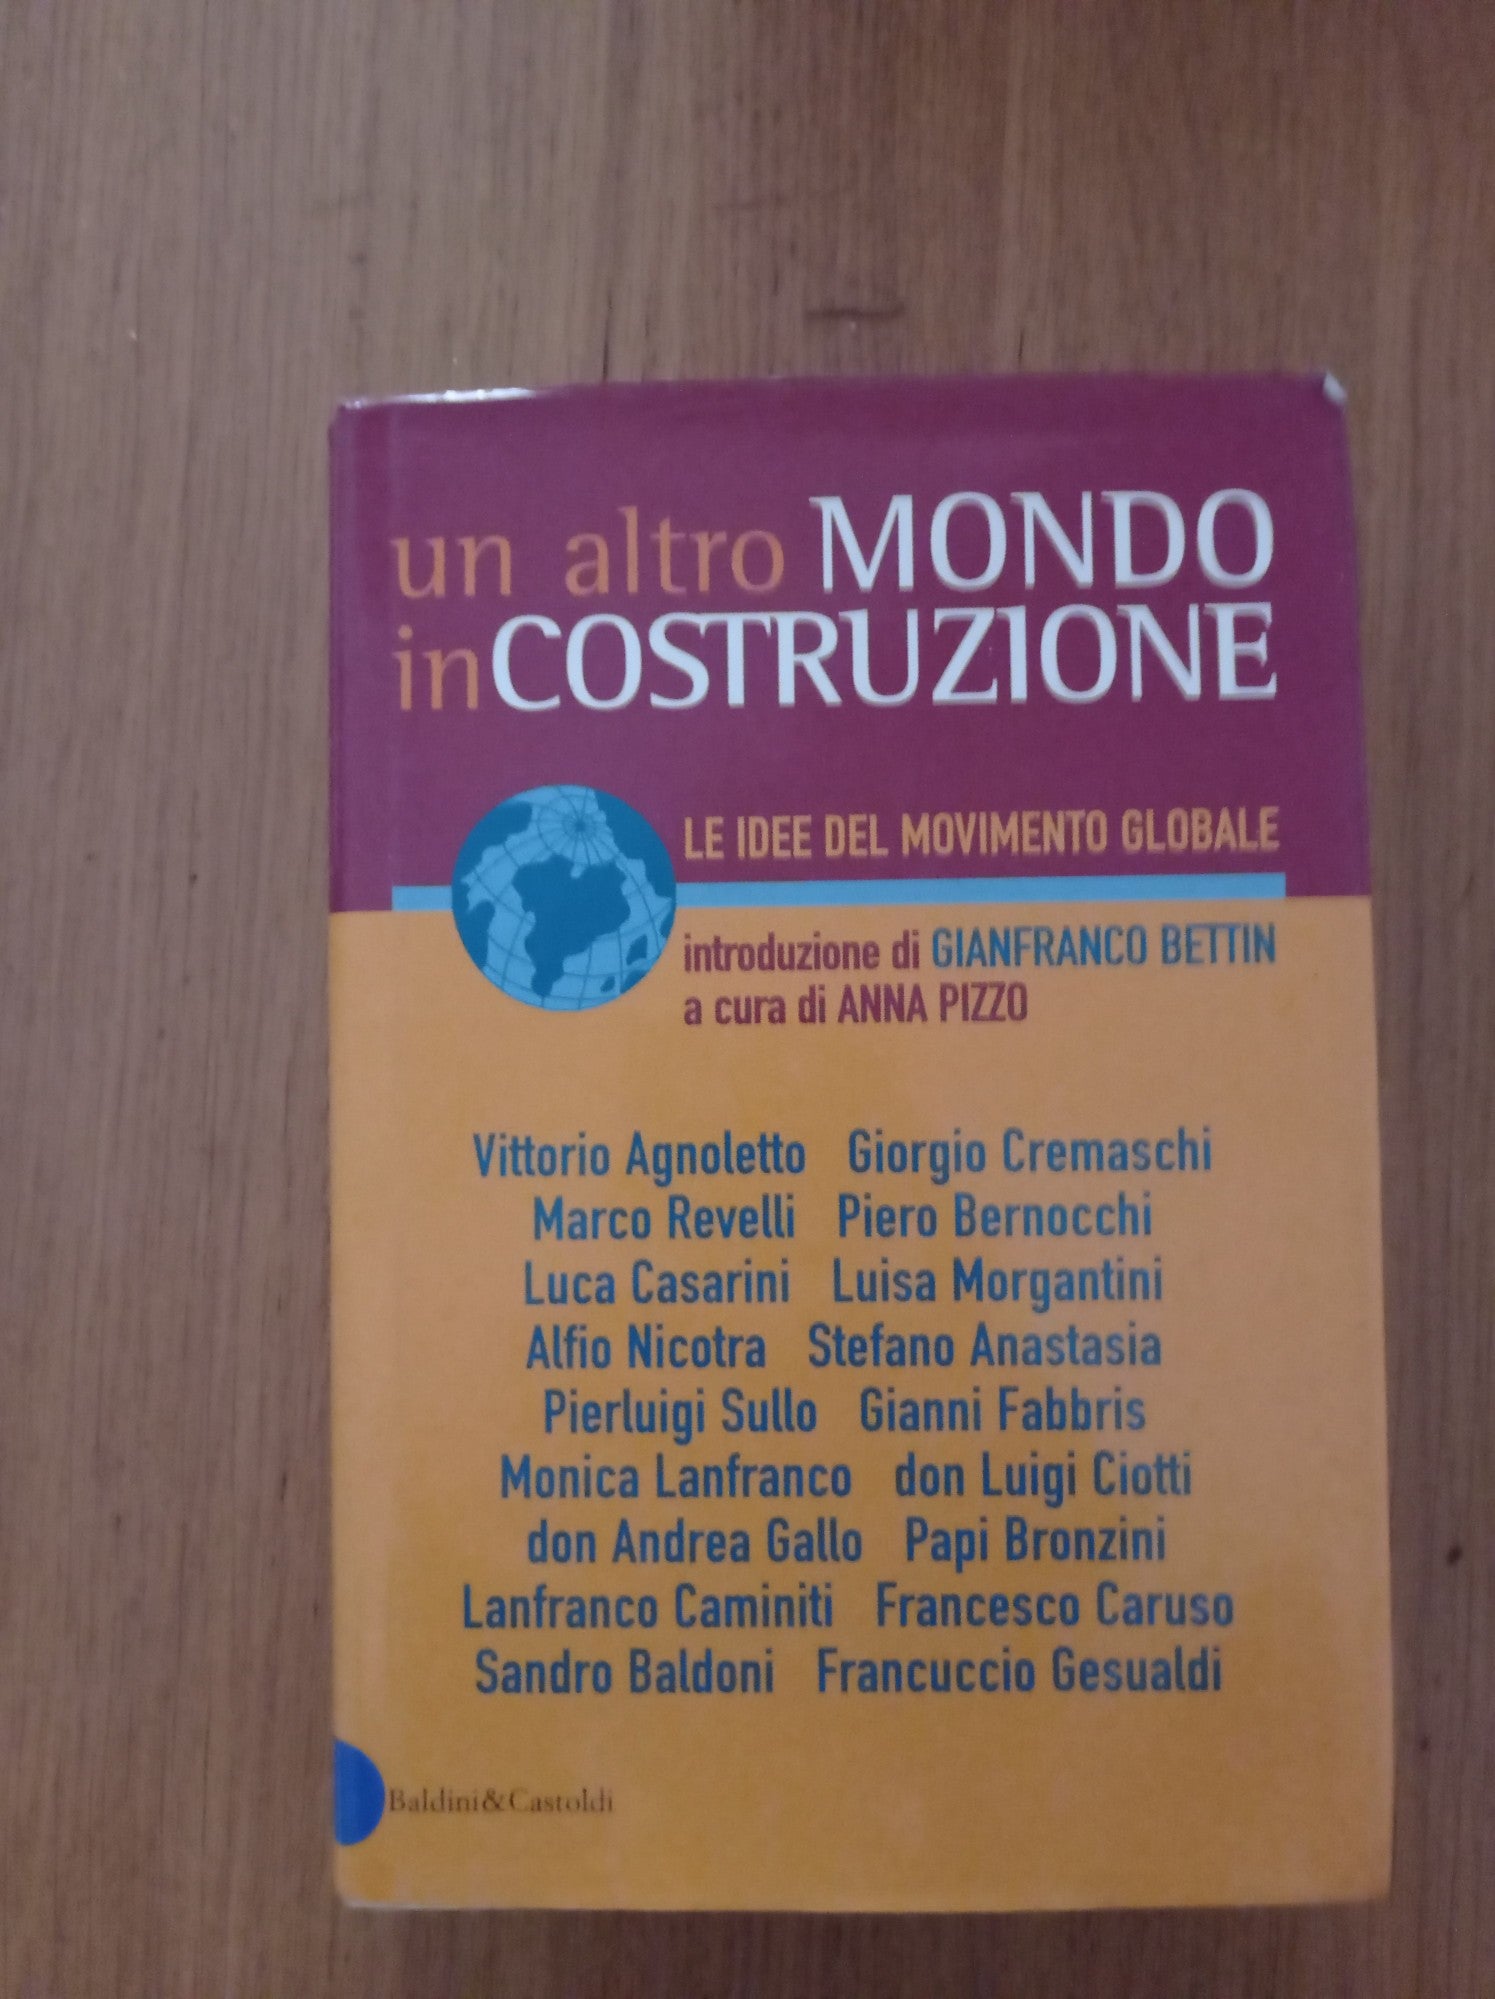 un altro MONDO
inCOSTRUZIONE
LE IDEE DEL MOVIMENTO GLOBALE
introduzione di GIANFRANCO BETTIN
a cura di ANNA PIZZO
Vittorio Agnoletto Giorgio Cremaschi
Marco Revelli Piero Bernocchi
Luca Casarini Luisa Morgantini
Alfio Nicotra Stefano Anastasia
Pierluigi Sullo Gianni Fabbris
Monica Lanfranco don Luigi Ciotti
don Andrea Gallo Papi Bronzini
Lanfranco Caminiti Francesco Caruso
Sandro Baldoni Francuccio Gesualdi
Baldini&Castoldi